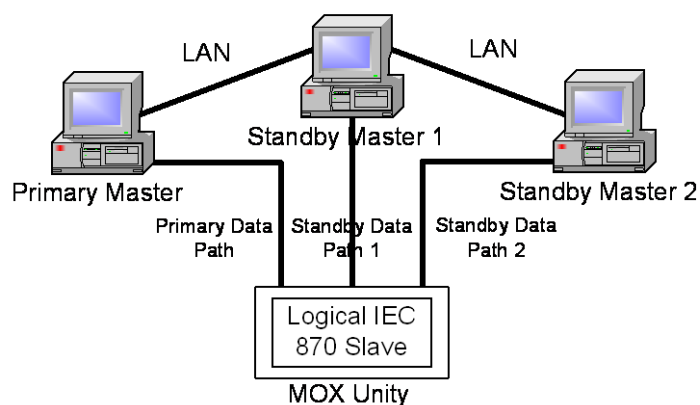 LAN
LAN
Standby Master 1
Primary Master
Standby Master 2
Primary Data
Path
Standby Data
Path 1
Standby Data
Path 2
Logical IEC
870 Slave
MOX Unity